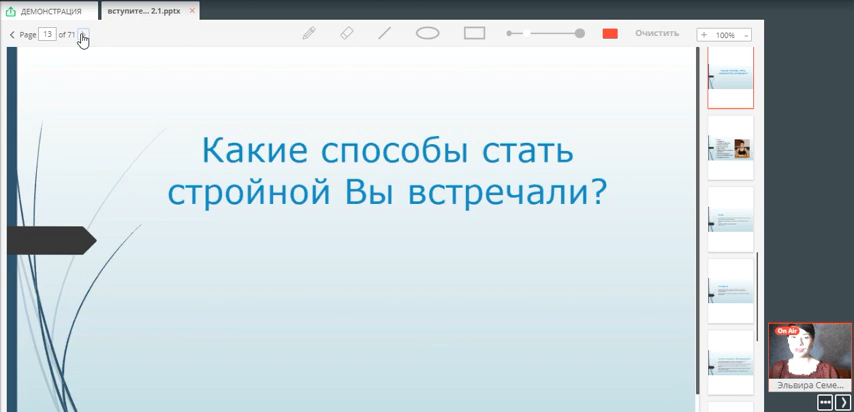 ДЕМОНСТРАЦИЯ
вступите... 2.1.pptx
Page 13 of 71
Очистить
+ 100% -
Какие способы стать
стройной Вы встречали?
On Air
Эльвира Семе...